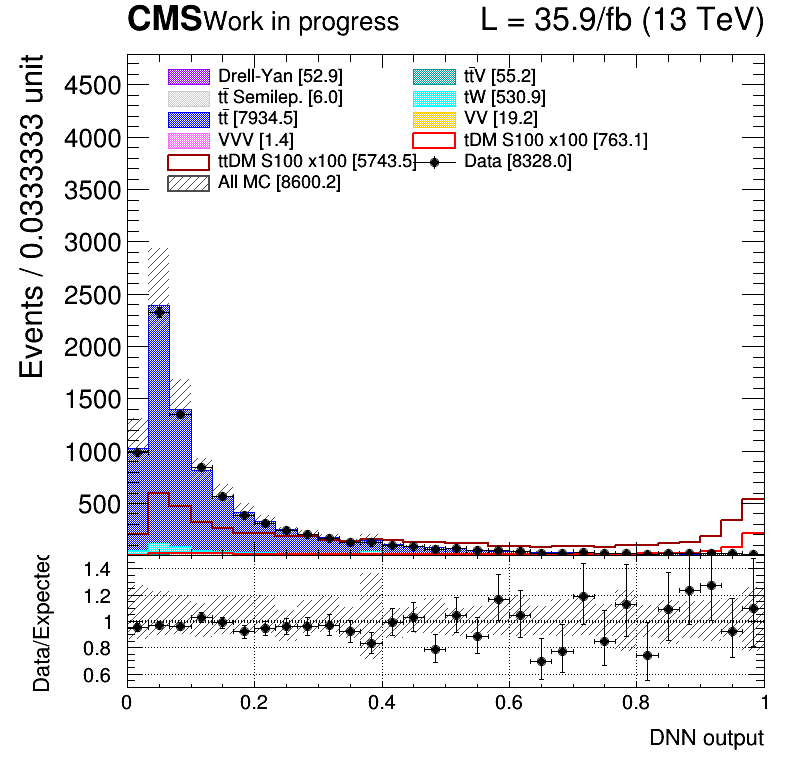 CMS Work in progress L = 35.9/fb (13 TeV)
Events / 0.0333333 unit
4500
4000
3500
3000
2500
2000
1500
1000
500
Drell-Yan [52.9] tt̄V [55.2]
tt̄ Semilep. [6.0] tW [530.9]
tt̄ [7934.5] VV [19.2]
VVV [1.4] tDM S100 x100 [763.1]
ttDM S100 x100 [5743.5] Data [8328.0]
All MC [8600.2]
Data/Expected
1.4
1.2
1
0.8
0.6
0 0.2 0.4 0.6 0.8 1
DNN output